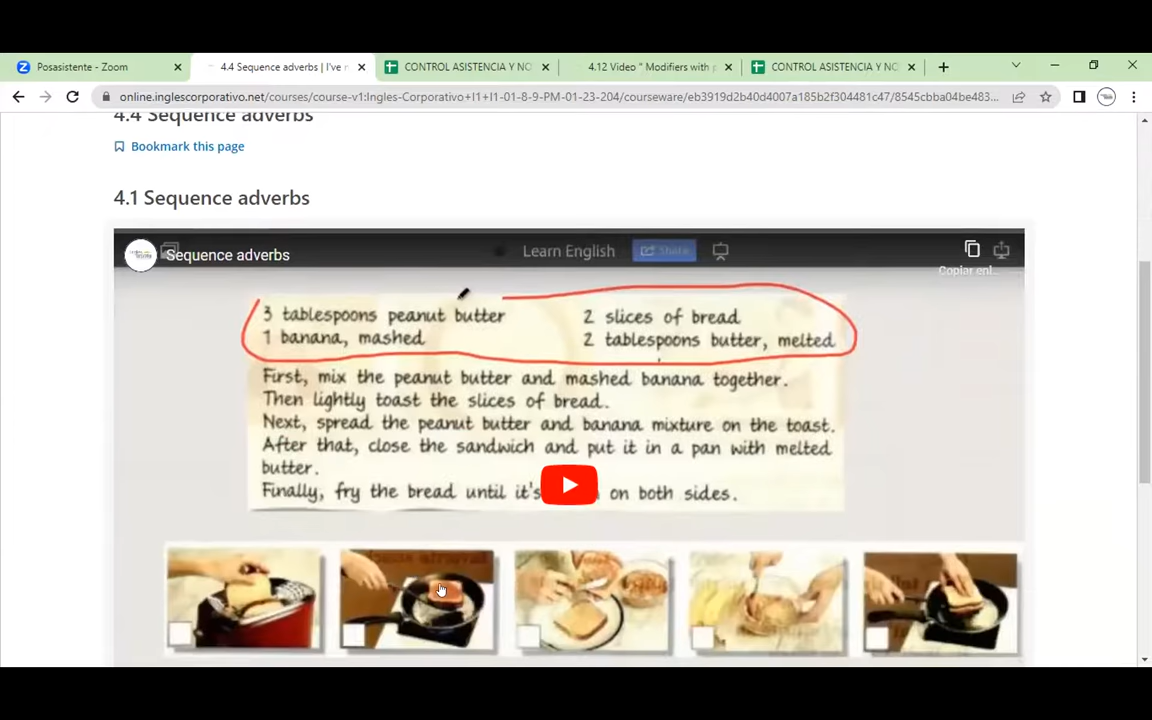 Posasistente - Zoom
4.4 Sequence adverbs | I've n
CONTROL ASISTENCIA Y NO
4.12 Video " Modifiers with p
CONTROL ASISTENCIA Y NO
online.inglescorporativo.net/courses/course-v1:Ingles-Corporativo+I1+I1-01-8-9-PM-01-23-204/courseware/eb3919d2b40d4007a185b2f304481c47/8545cbba04be483...
4.4 Sequence adverbs
Bookmark this page
4.1 Sequence adverbs
Sequence adverbs
Learn English
Share
Copiar enl...
3 tablespoons peanut butter 2 slices of bread
1 banana, mashed 2 tablespoons butter, melted
First, mix the peanut butter and mashed banana together.
Then lightly toast the slices of bread.
Next, spread the peanut butter and banana mixture on the toast.
After that, close the sandwich and put it in a pan with melted
butter.
Finally, fry the bread until it's on both sides.